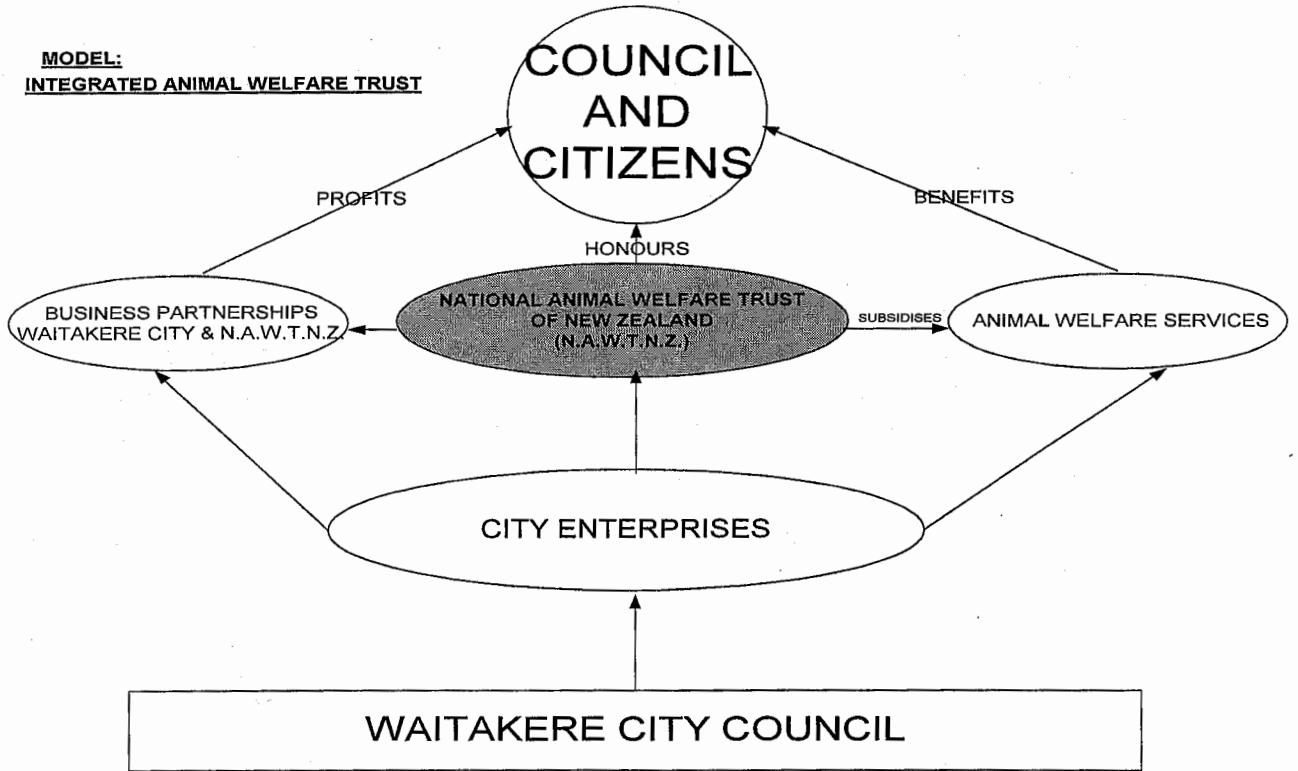 MODEL:
INTEGRATED ANIMAL WELFARE TRUST
COUNCIL
AND
CITIZENS
PROFITS
BENEFITS
HONOURS
BUSINESS PARTNERSHIPS
WAITAKERE CITY & N.A.W.T.N.Z.
NATIONAL ANIMAL WELFARE TRUST
OF NEW ZEALAND
(N.A.W.T.N.Z.)
SUBSIDISES
ANIMAL WELFARE SERVICES
CITY ENTERPRISES
WAITAKERE CITY COUNCIL